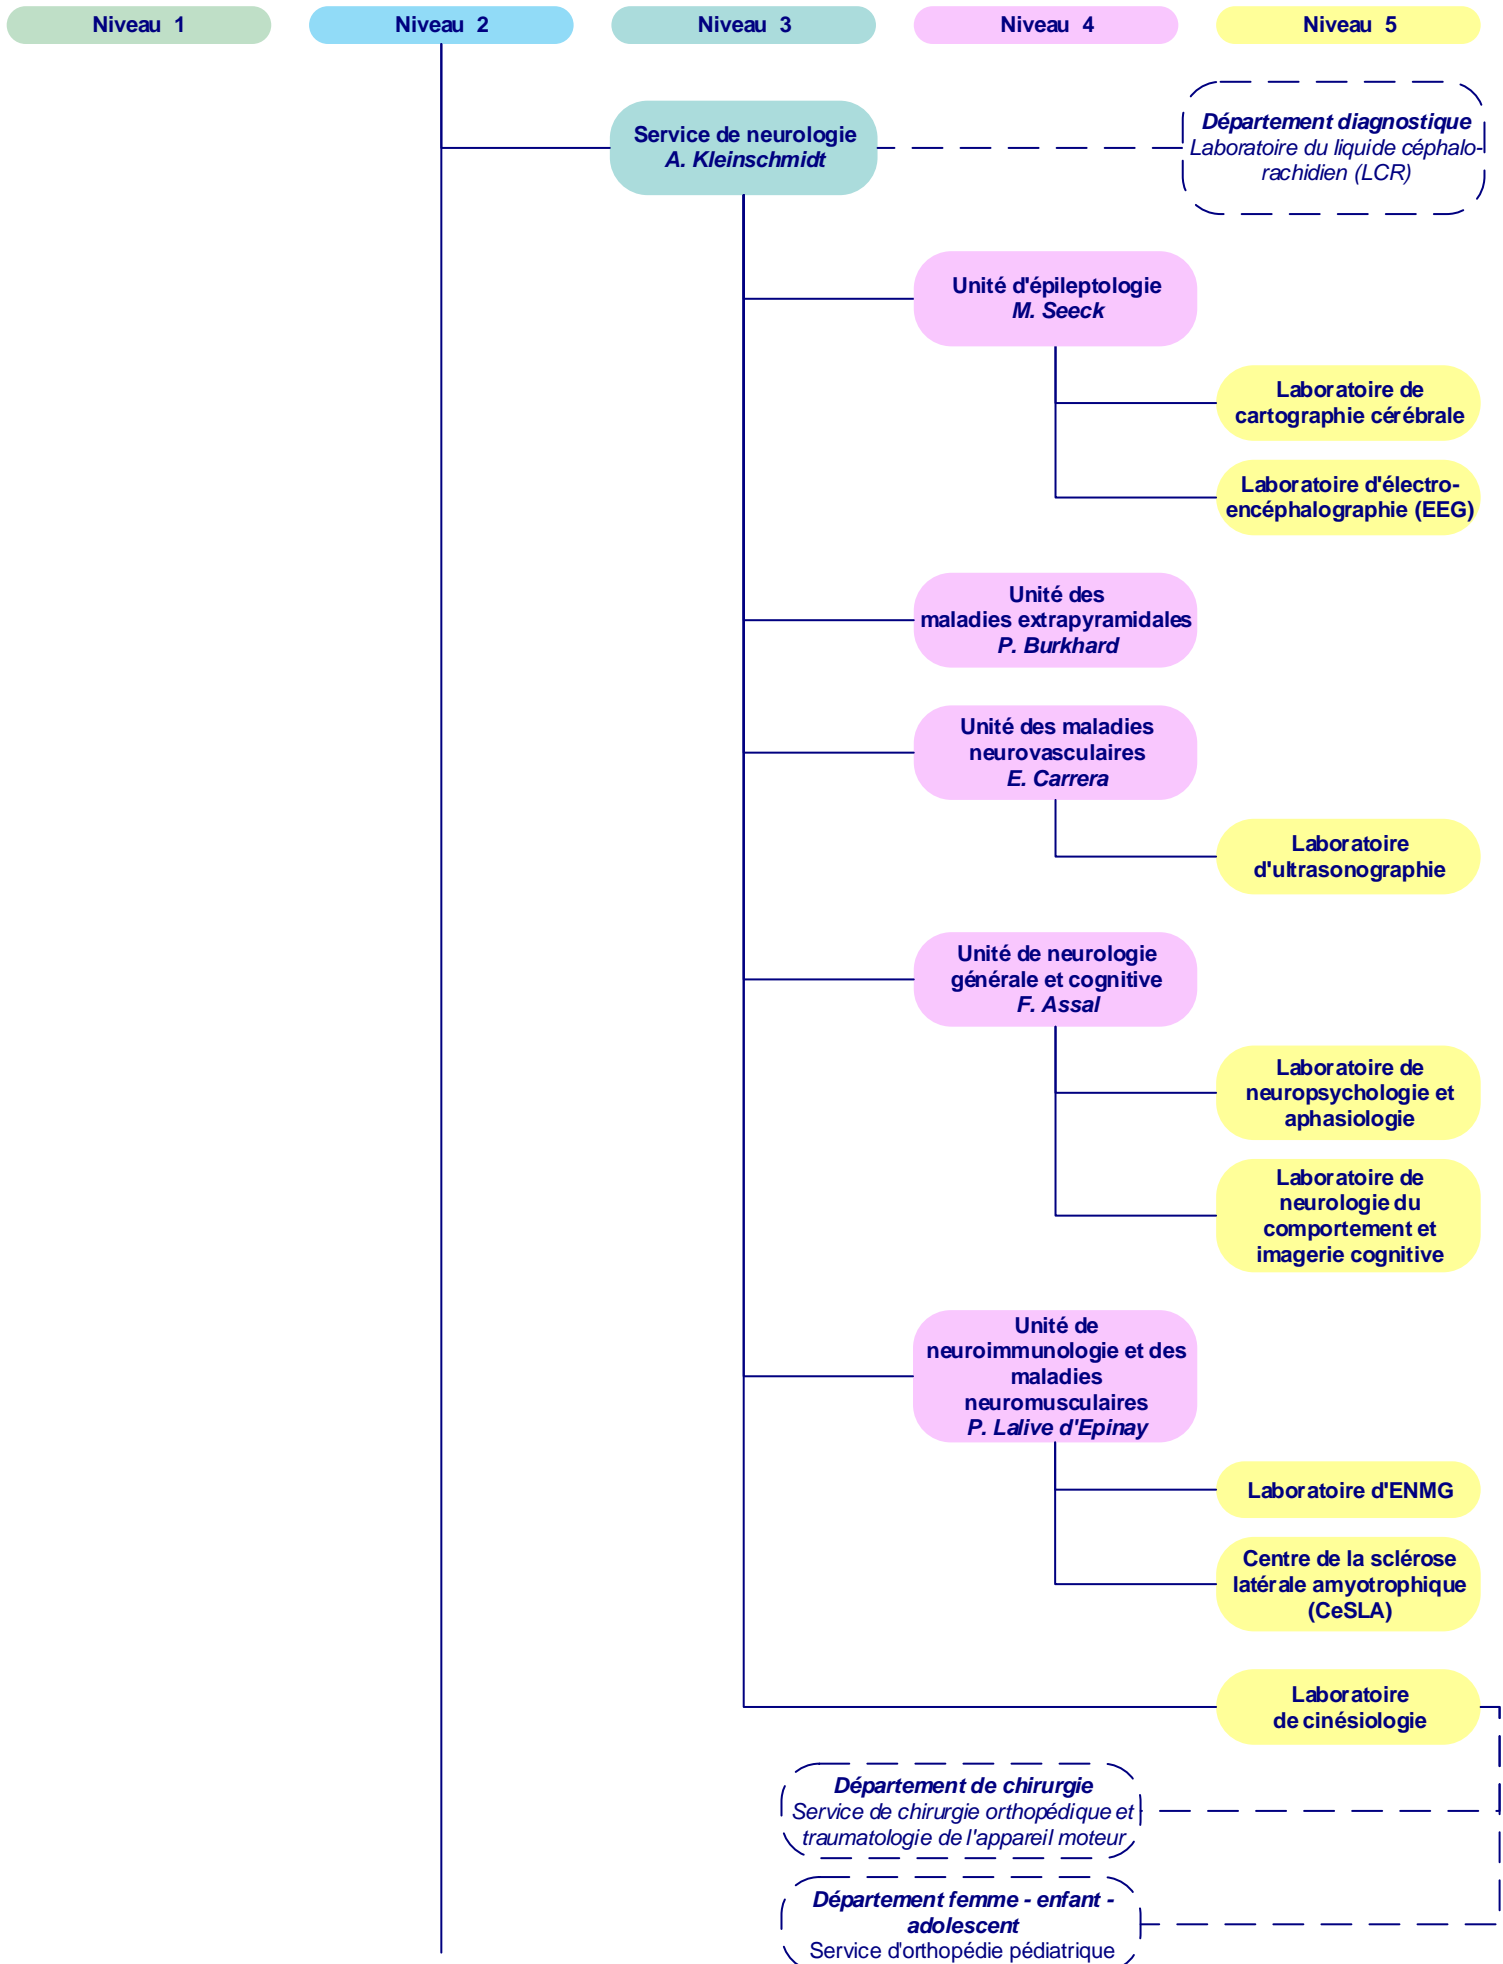 Niveau 1
Niveau 2
Niveau 3
Niveau 4
Niveau 5
Service de neurologie
A. Kleinschmidt
Département diagnostique
Laboratoire du liquide céphalo-
rachidien (LCR)
Unité d'épileptologie
M. Seeck
Laboratoire de
cartographie cérébrale
Laboratoire d'électro-
encéphalographie (EEG)
Unité des
maladies extrapyramidales
P. Burkhard
Unité des maladies
neurovasculaires
E. Carrera
Laboratoire
d'ultrasonographie
Unité de neurologie
générale et cognitive
F. Assal
Laboratoire de
neuropsychologie et
aphasiologie
Laboratoire de
neurologie du
comportement et
imagerie cognitive
Unité de
neuroimmunologie et des
maladies
neuromusculaires
P. Lalive d'Epinay
Laboratoire d'ENMG
Centre de la sclérose
latérale amyotrophique
(CeSLA)
Laboratoire
de cinésiologie
Département de chirurgie
Service de chirurgie orthopédique et
traumatologie de l'appareil moteur
Département femme - enfant -
adolescent
Service d'orthopédie pédiatrique